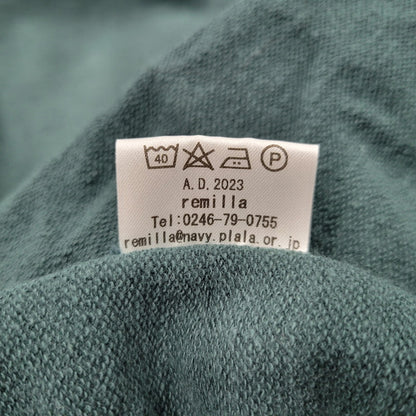 40 P
A.D.2023
remilla
Tel:0246-79-0755
remilla@navy.plala.or.jp